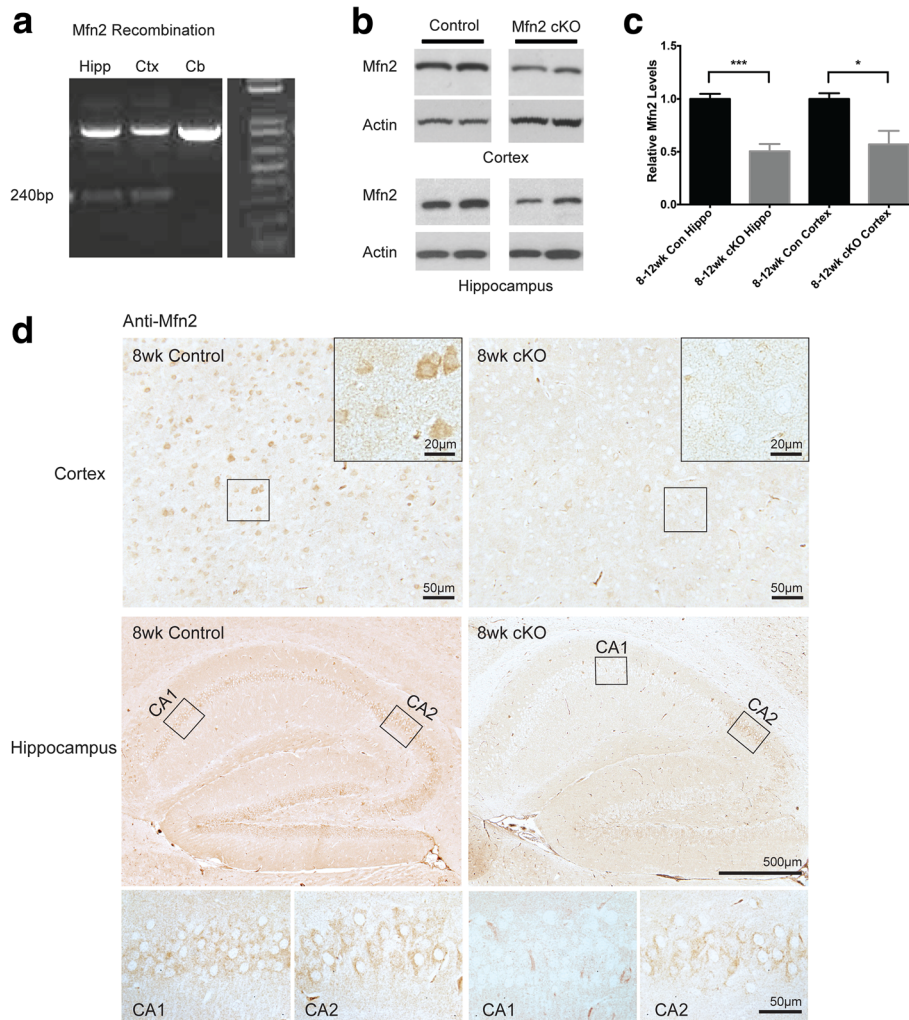 a
Mfn2 Recombination
Hipp Ctx Cb
240bp
b
Control Mfn2 cKO
Mfn2
Actin
Cortex
Mfn2
Actin
Hippocampus
c
Relative Mfn2 Levels
1.5
1.0
0.5
0.0
*** *
8-12wk Con Hippo
8-12wk cKO Hippo
8-12wk Con Cortex
8-12wk cKO Cortex
d
Anti-Mfn2
Cortex
8wk Control
20µm
50µm
8wk cKO
20µm
50µm
Hippocampus
8wk Control
CA1
CA2
8wk cKO
CA1
CA2
500µm
CA1
CA2
CA1
CA2
50µm